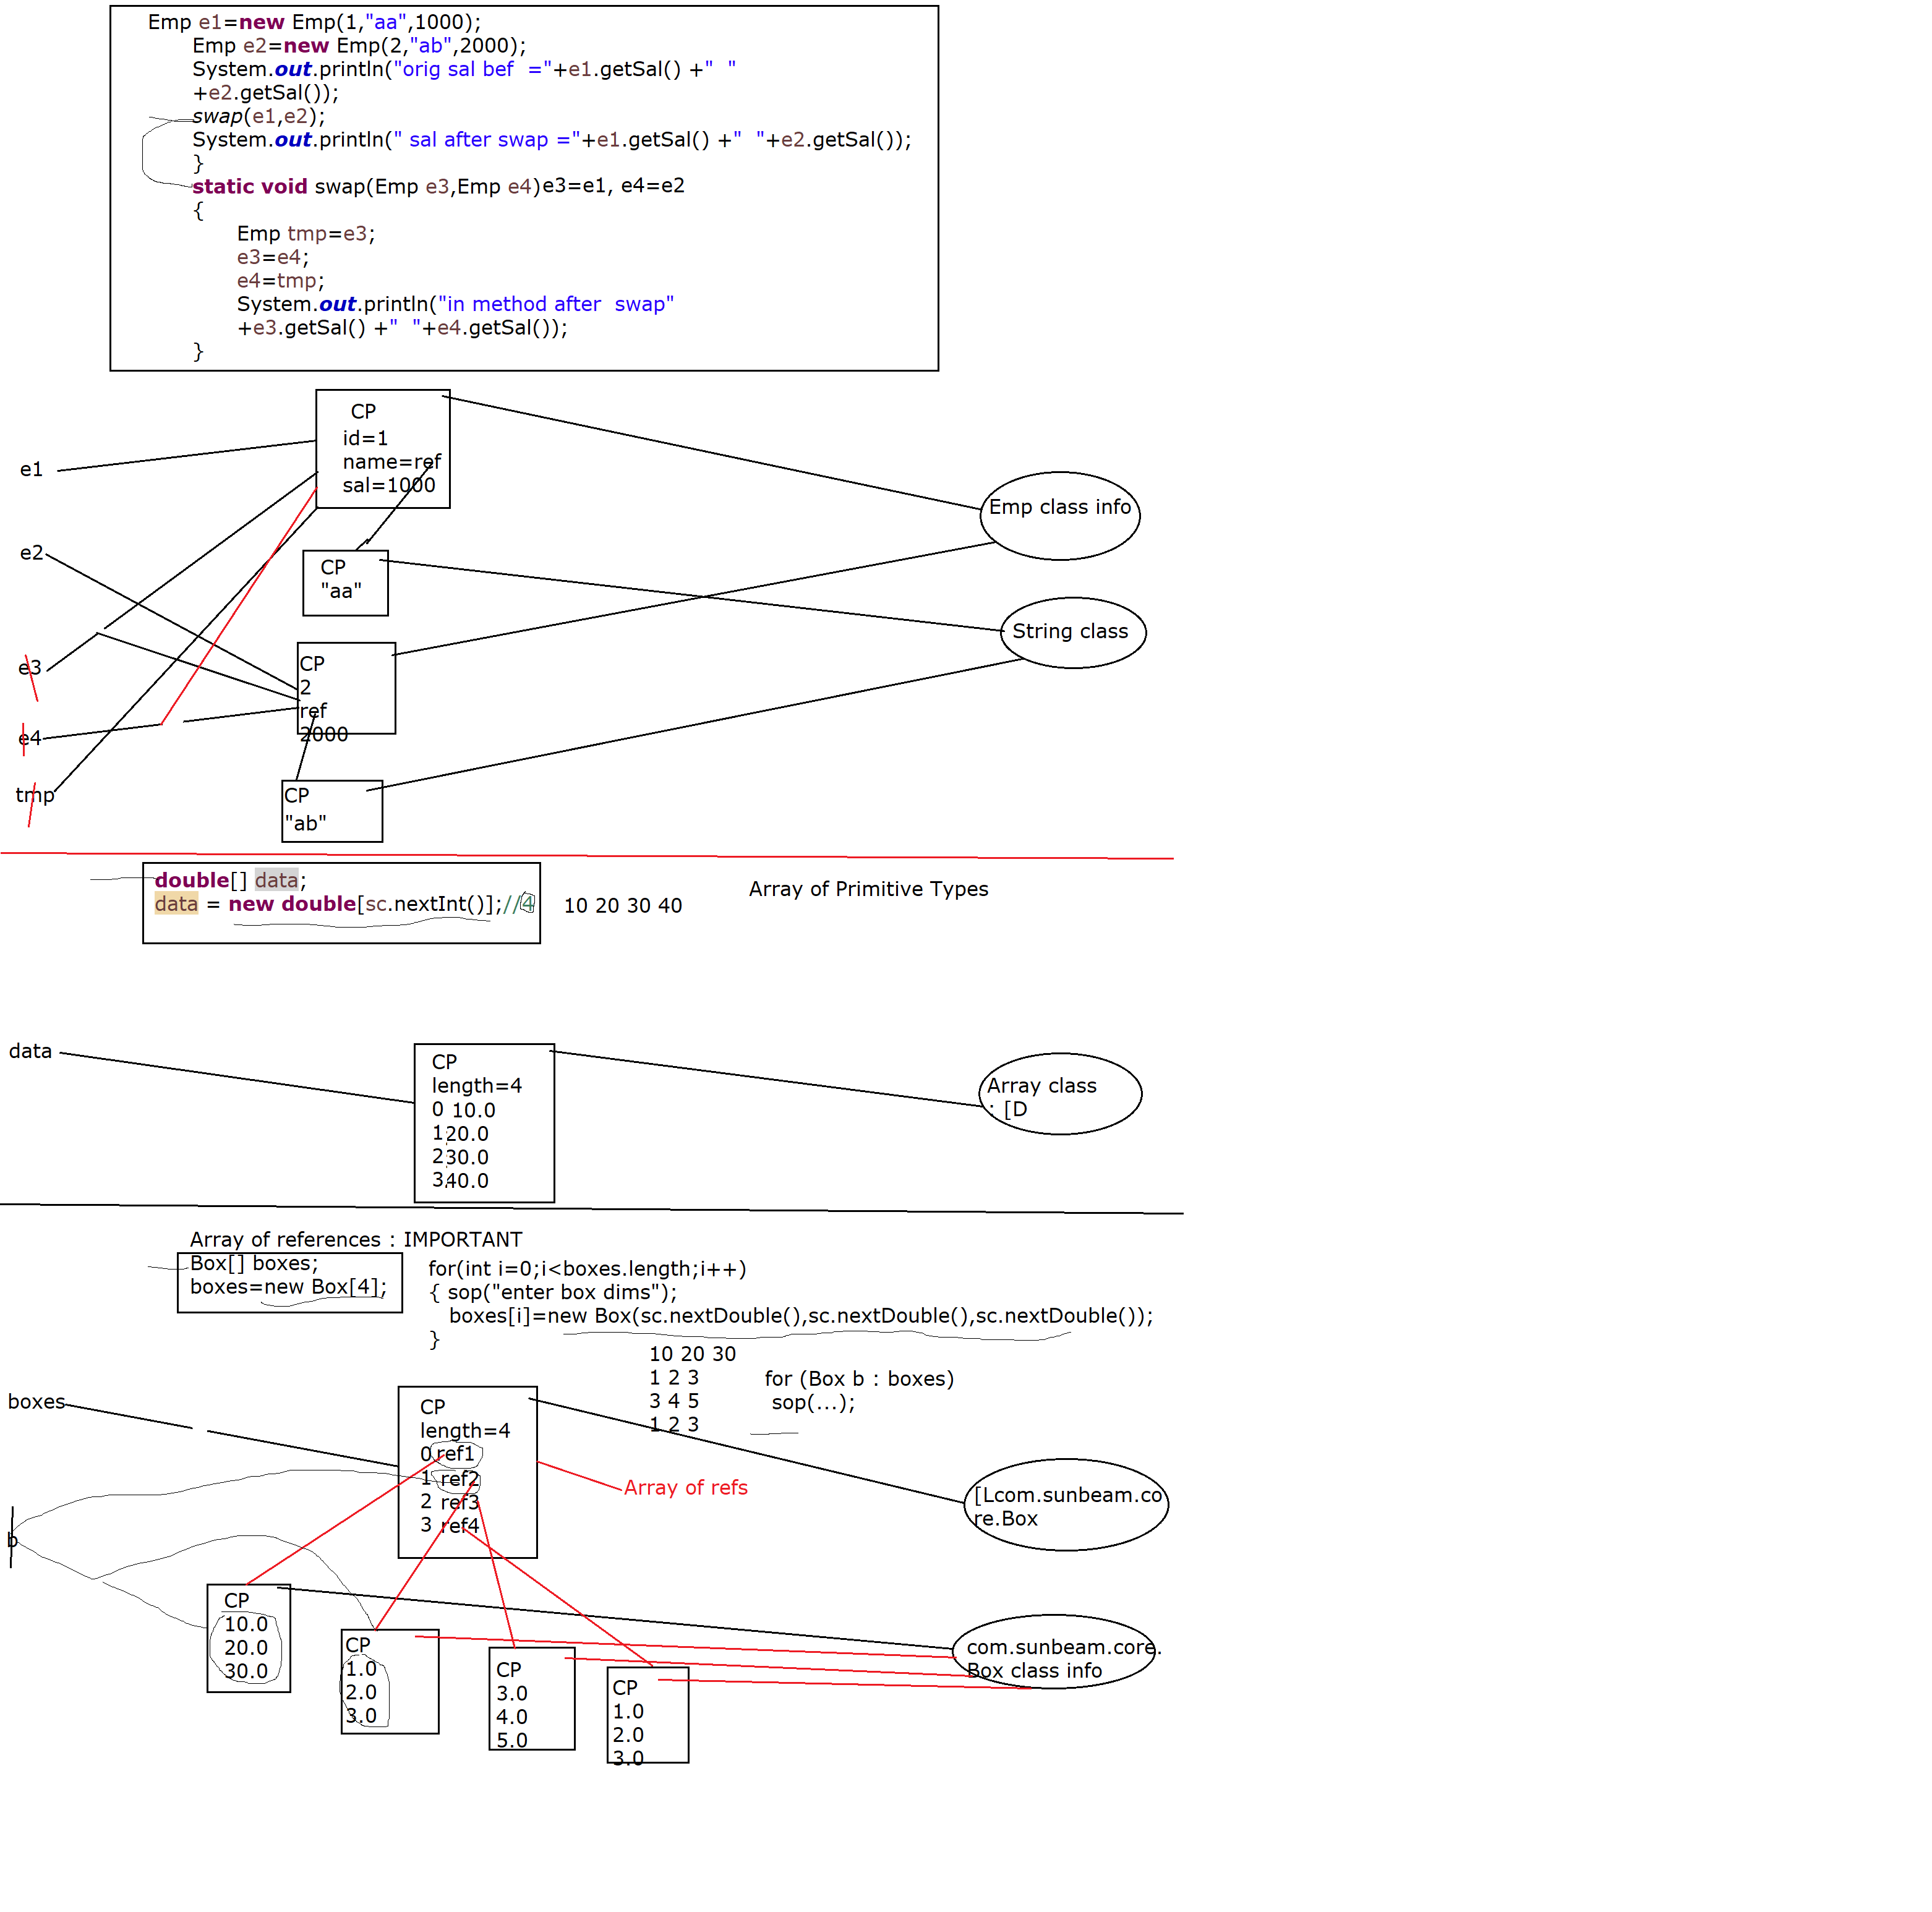 Emp e1=new Emp(1,"aa",1000);
Emp e2=new Emp(2,"ab",2000);
System.out.println("orig sal bef  ="+e1.getSal() +"  "
+e2.getSal());
swap(e1,e2);
System.out.println(" sal after swap ="+e1.getSal() +"  "+e2.getSal());
}
static void swap(Emp e3,Emp e4) e3=e1, e4=e2
{
Emp tmp=e3;
e3=e4;
e4=tmp;
System.out.println("in method after  swap"
+e3.getSal() +"  "+e4.getSal());
}
CP
id=1
name=ref
sal=1000
e1
Emp class info
e2
CP
"aa"
String class
e3
CP
2
ref
2000
e4
tmp
CP
"ab"
double[] data;
data = new double[sc.nextInt()];//4
10 20 30 40
Array of Primitive Types
data
CP
length=4
0 10.0
1 20.0
2 30.0
3 40.0
Array class
: [D
Array of references : IMPORTANT
Box[] boxes;
boxes=new Box[4];
for(int i=0;i<boxes.length;i++)
{ sop("enter box dims");
boxes[i]=new Box(sc.nextDouble(),sc.nextDouble(),sc.nextDouble());
}
10 20 30
1 2 3
3 4 5
1 2 3
for (Box b : boxes)
sop(...);
boxes
CP
length=4
0 ref1
1 ref2
2 ref3
3 ref4
Array of refs
[Lcom.sunbeam.co
re.Box
b
CP
10.0
20.0
30.0
CP
1.0
2.0
3.0
CP
3.0
4.0
5.0
CP
1.0
2.0
3.0
com.sunbeam.core.
Box class info